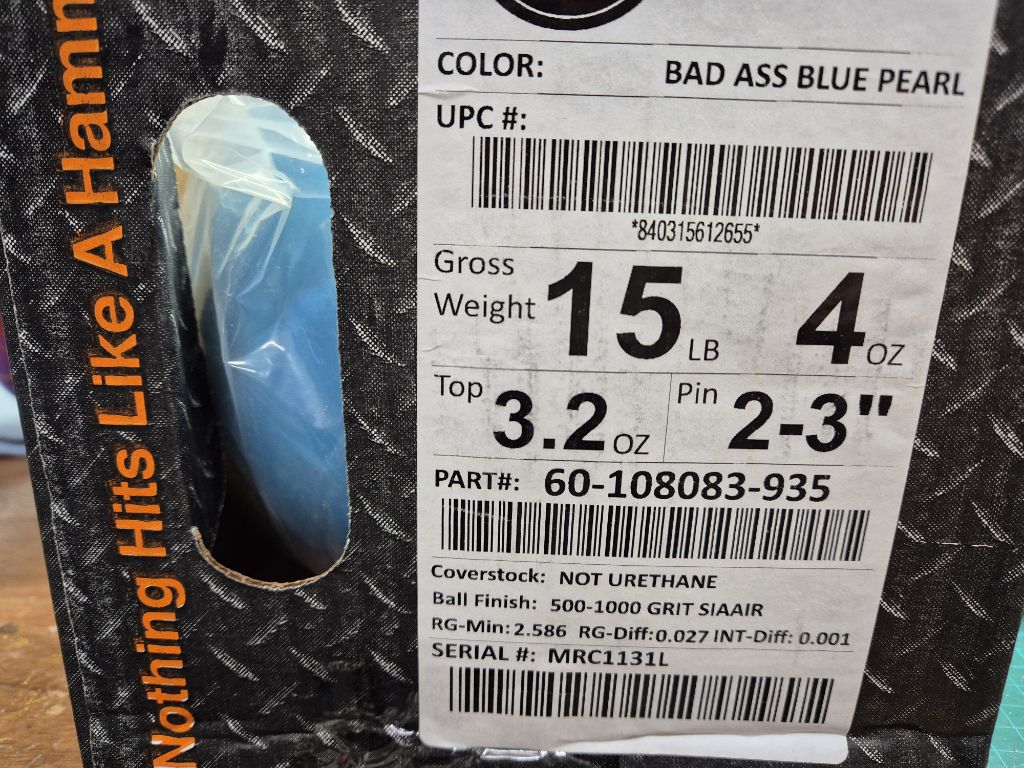 Nothing Hits Like A Hamm
COLOR: BAD ASS BLUE PEARL
UPC #:
*840315612655*
Gross Weight 15 LB 4 OZ
Top 3.2 OZ Pin 2-3"
PART#: 60-108083-935
Coverstock: NOT URETHANE
Ball Finish: 500-1000 GRIT SIAAIR
RG-Min: 2.586 RG-Diff: 0.027 INT-Diff: 0.001
SERIAL #: MRC1131L